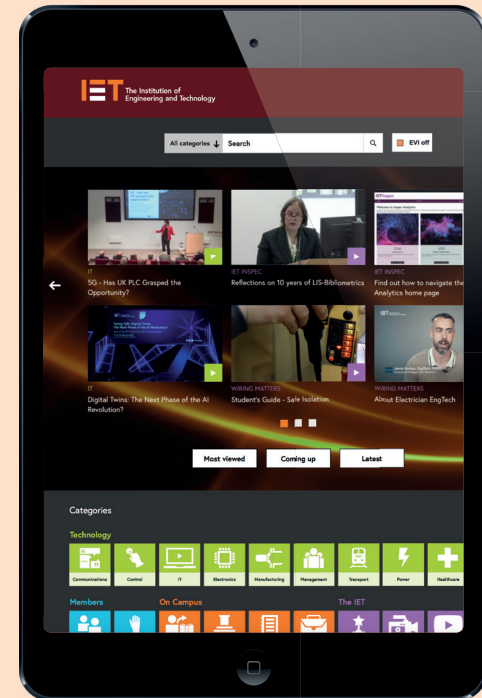 IET
The Institution of
Engineering and Technology
All categories
Search
EVI off
IT
5G - Has UK PLC Grasped the
Opportunity?
IET INSPEC
Reflections on 10 years of LIS-Bibliometrics
IET INSPEC
Find out how to navigate the
Analytics home page
IT
Digital Twins: The Next Phase of the AI
Revolution?
WIRING MATTERS
Student's Guide - Safe Isolation
WIRING MATTERS
About Electrician EngTech
Most viewed
Coming up
Latest
Categories
Technology
Communications
Control
IT
Electronics
Manufacturing
Management
Transport
Power
Healthcare
Members
On Campus
The IET